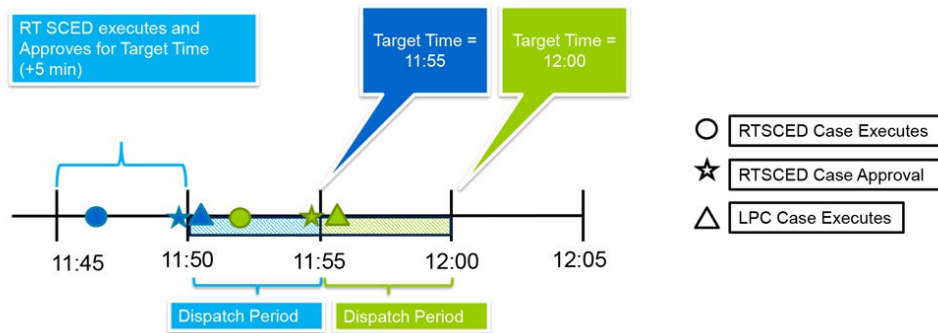 RT SCED executes and
Approves for Target Time
(+5 min)
Target Time =
11:55
Target Time =
12:00
RTSCED Case Executes
RTSCED Case Approval
LPC Case Executes
11:45
11:50
11:55
12:00
12:05
Dispatch Period
Dispatch Period